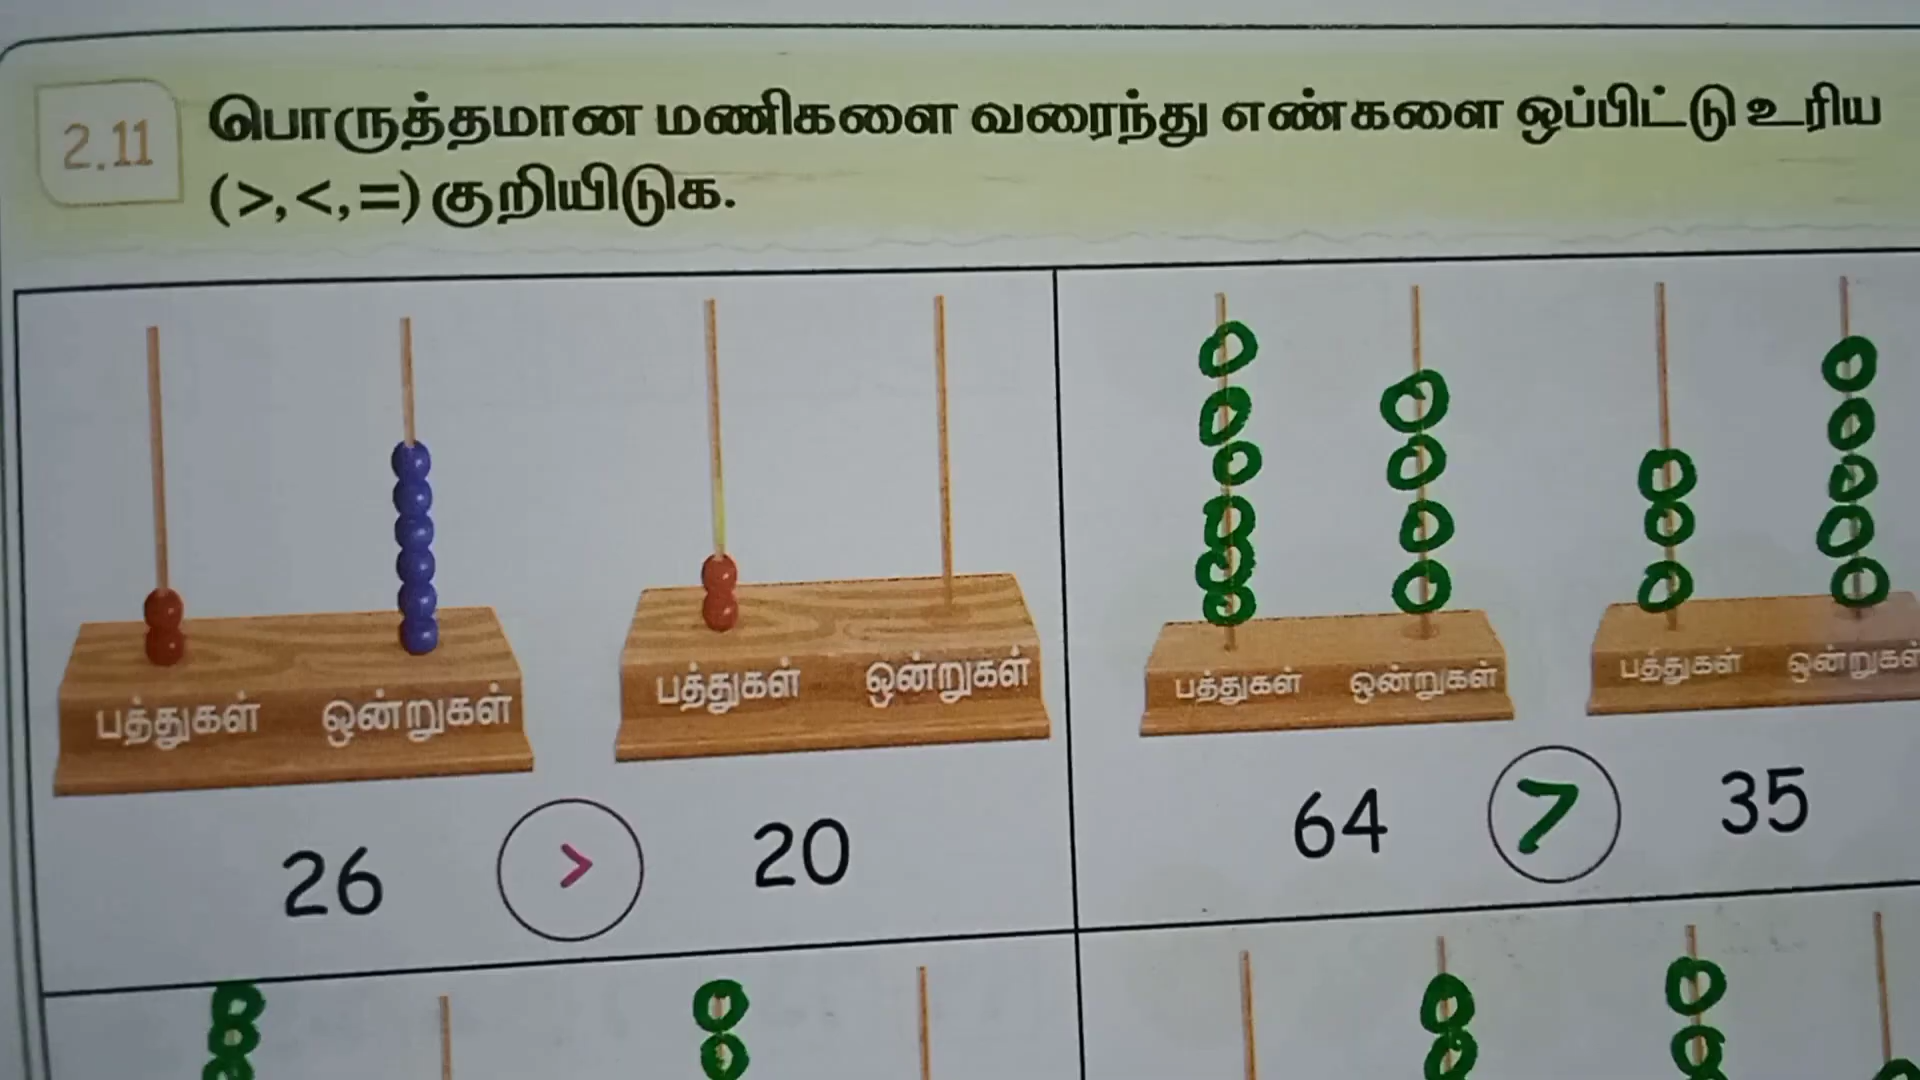 2.11 பொருத்தமான மணிகளை வரைந்து எண்களை ஒப்பிட்டு உரிய
(>,<,=) குறியிடுக.
பத்துகள் ஒன்றுகள் பத்துகள் ஒன்றுகள் பத்துகள் ஒன்றுகள் பத்துகள் ஒன்றுகள்
26 > 20 64 > 35